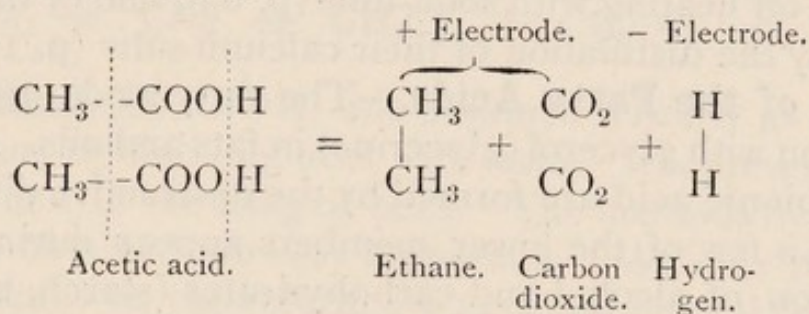 + Electrode. − Electrode.
CH₃- -COO H CH₃ CO₂ H
= | + + |
CH₃- -COO H CH₃ CO₂ H
Acetic acid. Ethane. Carbon Hydro-
dioxide. gen.